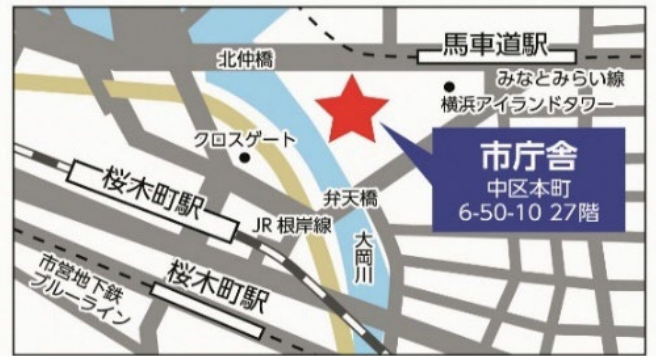 北仲橋
馬車道駅
みなとみらい線
横浜アイランドタワー
クロスゲート
市庁舎
中区本町
6-50-10 27階
桜木町駅
弁天橋
JR 根岸線
大岡川
桜木町駅
市営地下鉄
ブルーライン